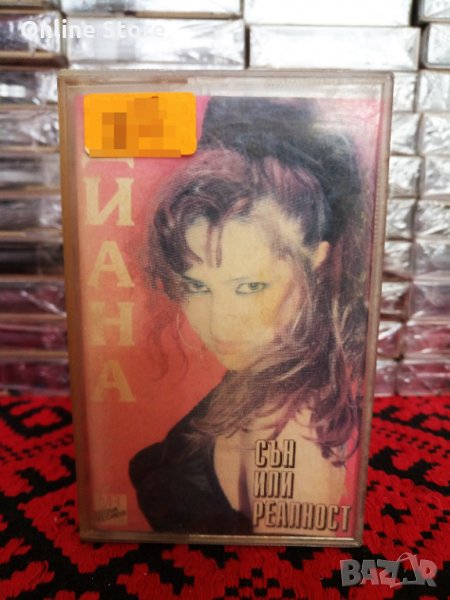 Online Store
ДИАНА
СЪН
ИЛИ
РЕАЛНОСТ
BAZAR